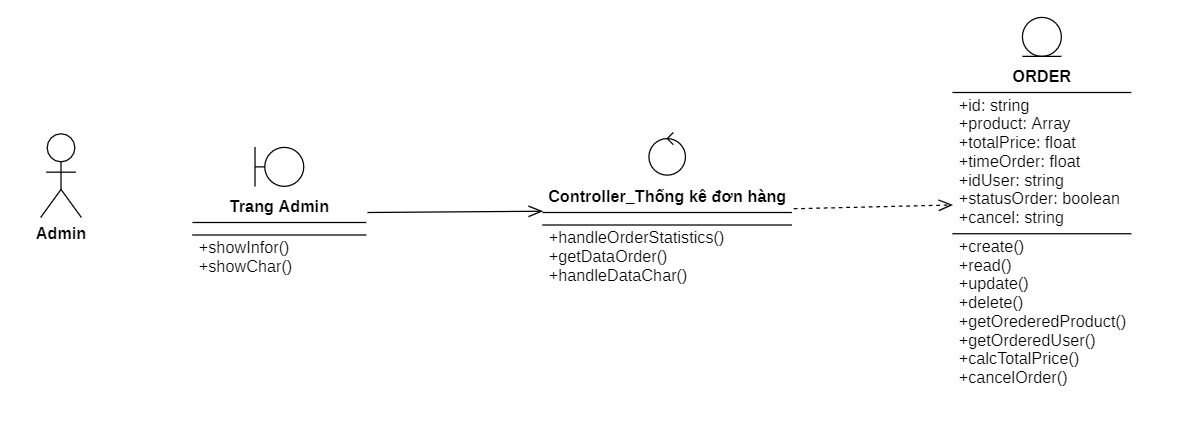 Admin
Trang Admin
+showInfor()
+showChar()
Controller_Thống kê đơn hàng
+handleOrderStatistics()
+getDataOrder()
+handleDataChar()
ORDER
+id: string
+product: Array
+totalPrice: float
+timeOrder: float
+idUser: string
+statusOrder: boolean
+cancel: string
+create()
+read()
+update()
+delete()
+getOrederedProduct()
+getOrderedUser()
+calcTotalPrice()
+cancelOrder()